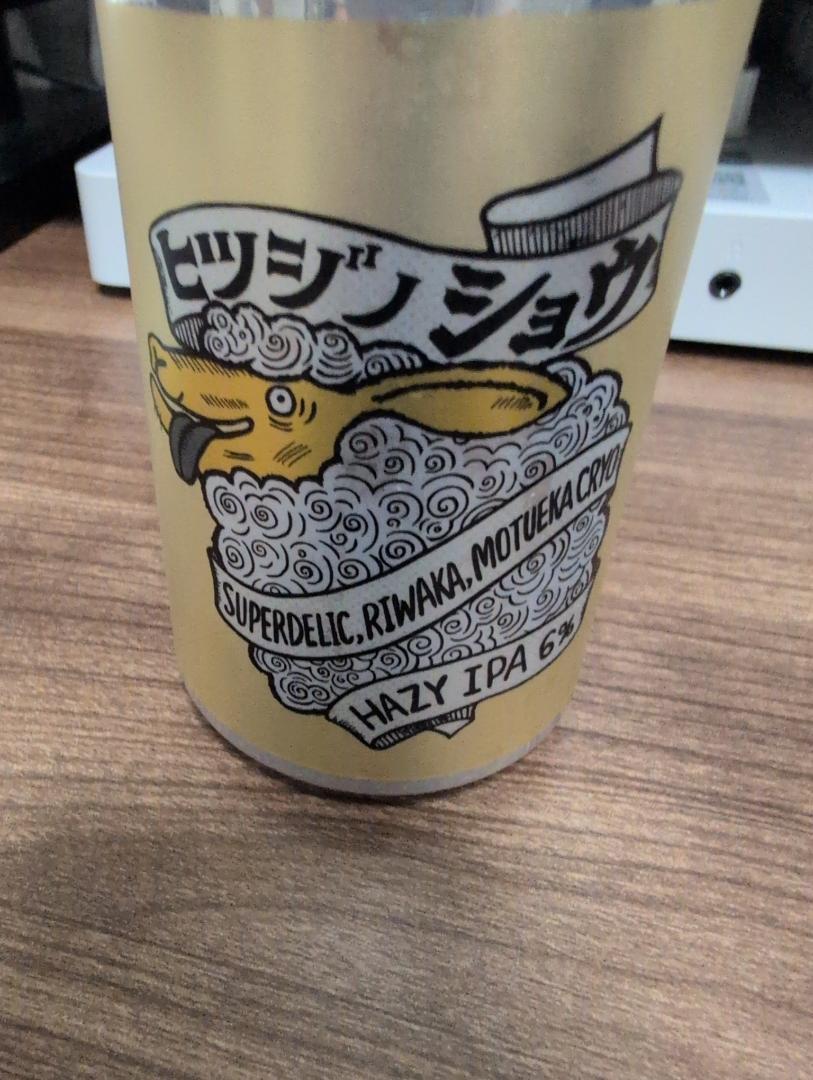 ヒツジノショウ
SUPERDELIC, RIWAKA, MOTUEKA CRYO
HAZY IPA 6%